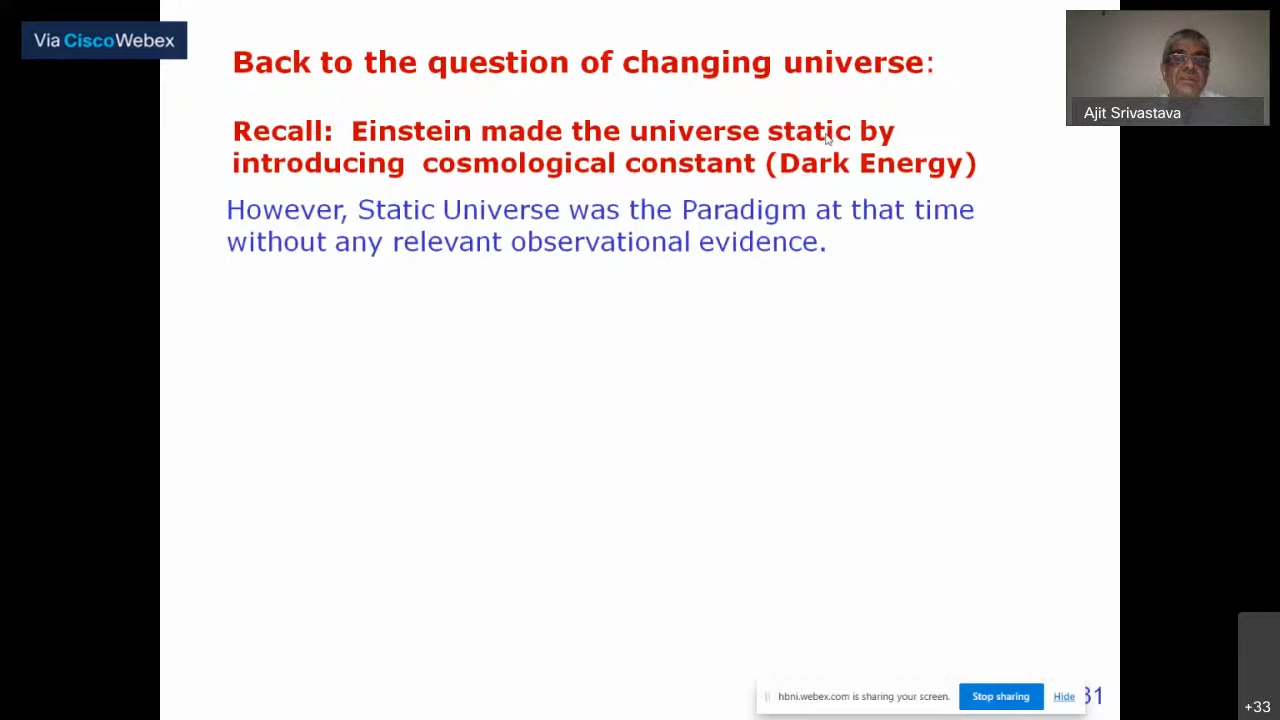 Via CiscoWebex
Back to the question of changing universe:
Ajit Srivastava
Recall: Einstein made the universe static by
introducing cosmological constant (Dark Energy)
However, Static Universe was the Paradigm at that time
without any relevant observational evidence.
hbni.webex.com is sharing your screen.
Stop sharing
Hide
31
+33